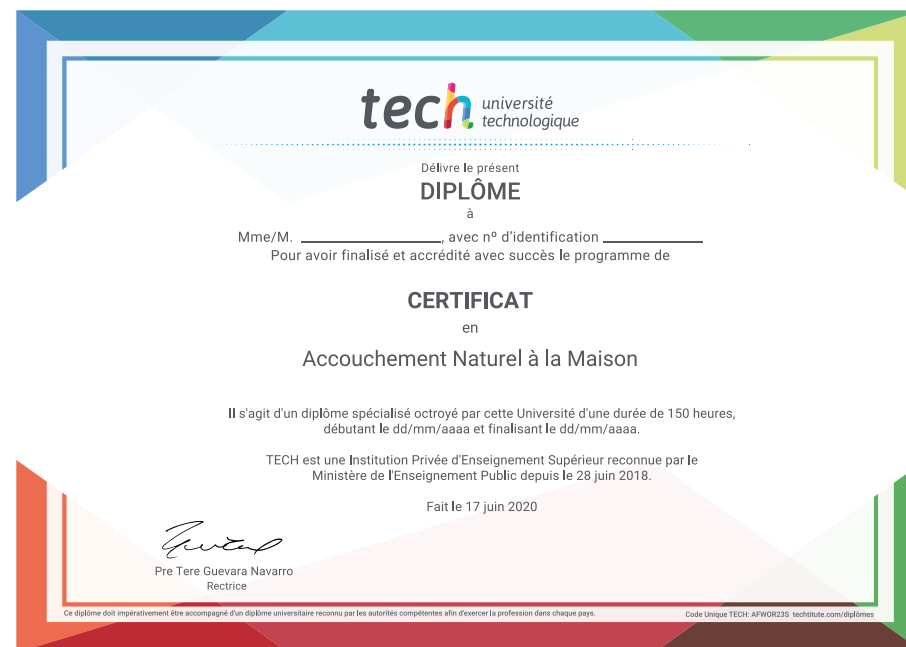 tech université
technologique
Délivre le présent
DIPLÔME
à
Mme/M. ____________________, avec nº d'identification ______________
Pour avoir finalisé et accrédité avec succès le programme de
CERTIFICAT
en
Accouchement Naturel à la Maison
Il s'agit d'un diplôme spécialisé octroyé par cette Université d'une durée de 150 heures,
débutant le dd/mm/aaaa et finalisant le dd/mm/aaaa.
TECH est une Institution Privée d'Enseignement Supérieur reconnue par le
Ministère de l'Enseignement Public depuis le 28 juin 2018.
Fait le 17 juin 2020
Pre Tere Guevara Navarro
Rectrice
Ce diplôme doit impérativement être accompagné d'un diplôme universitaire reconnu par les autorités compétentes afin d'exercer la profession dans chaque pays.
Code Unique TECH: AFWOR23S techtitute.com/diplômes